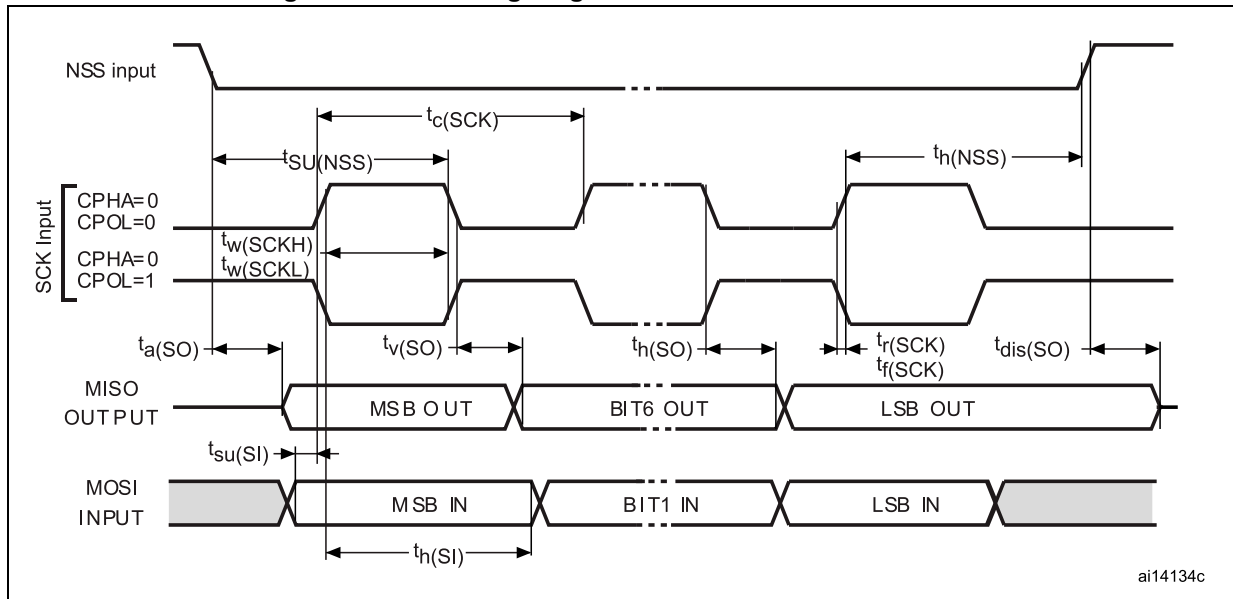 NSS input
tc(SCK)
tSU(NSS)
th(NSS)
SCK Input
CPHA=0
CPOL=0
tw(SCKH)
CPHA=0
tw(SCKL)
CPOL=1
ta(SO)
tv(SO)
th(SO)
tr(SCK)
tf(SCK)
tdis(SO)
MISO
OUTPUT
MSB OUT
BIT6 OUT
LSB OUT
tsu(SI)
MOSI
INPUT
MSB IN
BIT1 IN
LSB IN
th(SI)
ai14134c